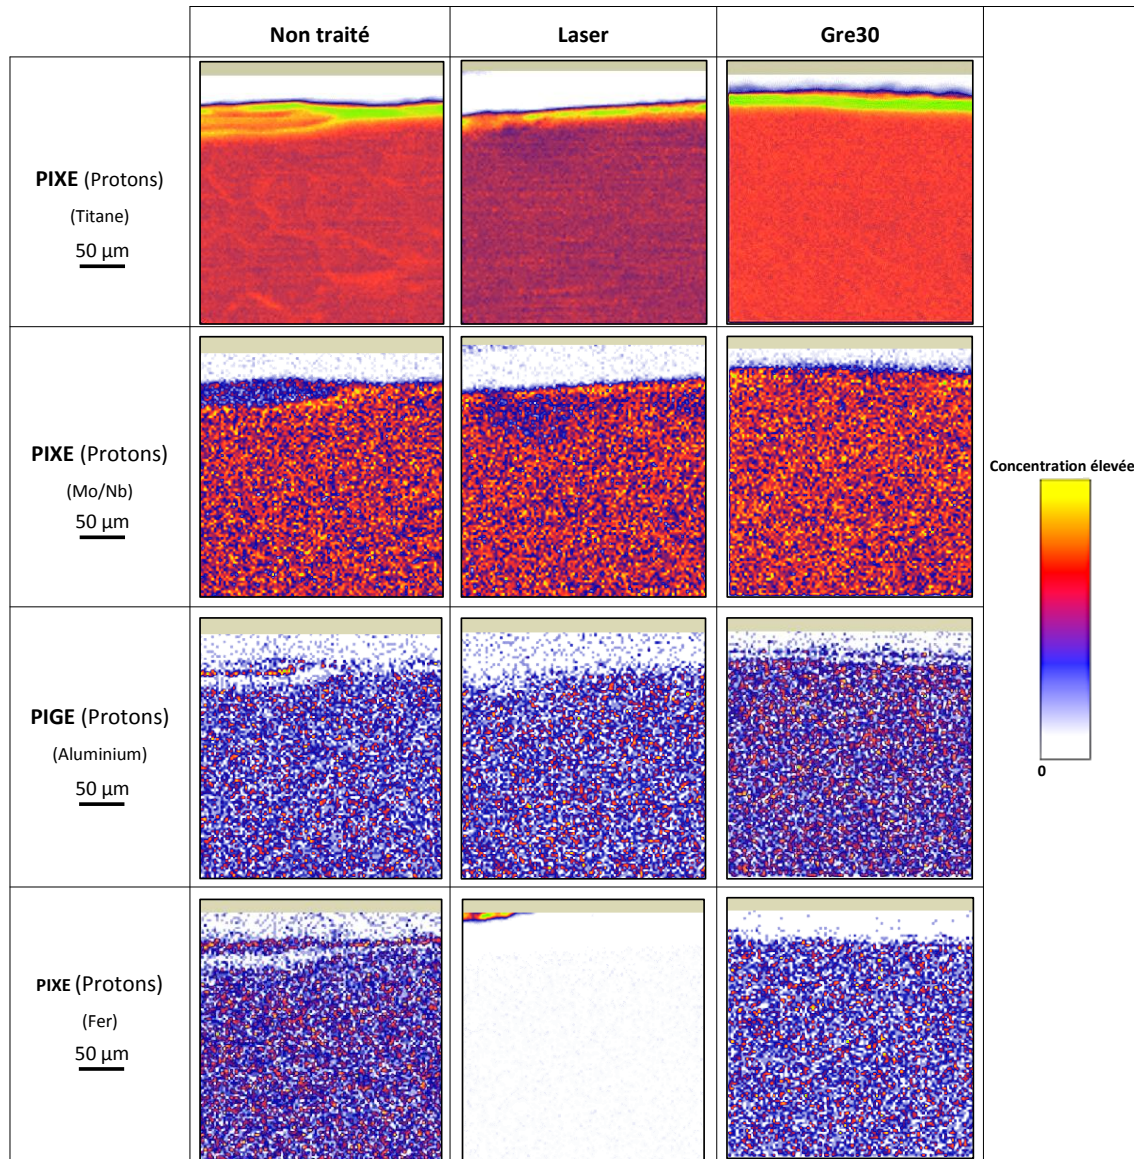 Non traité
Laser
Gre30
PIXE (Protons)
(Titane)
50 µm
PIXE (Protons)
(Mo/Nb)
50 µm
Concentration élevée
0
PIGE (Protons)
(Aluminium)
50 µm
PIXE (Protons)
(Fer)
50 µm